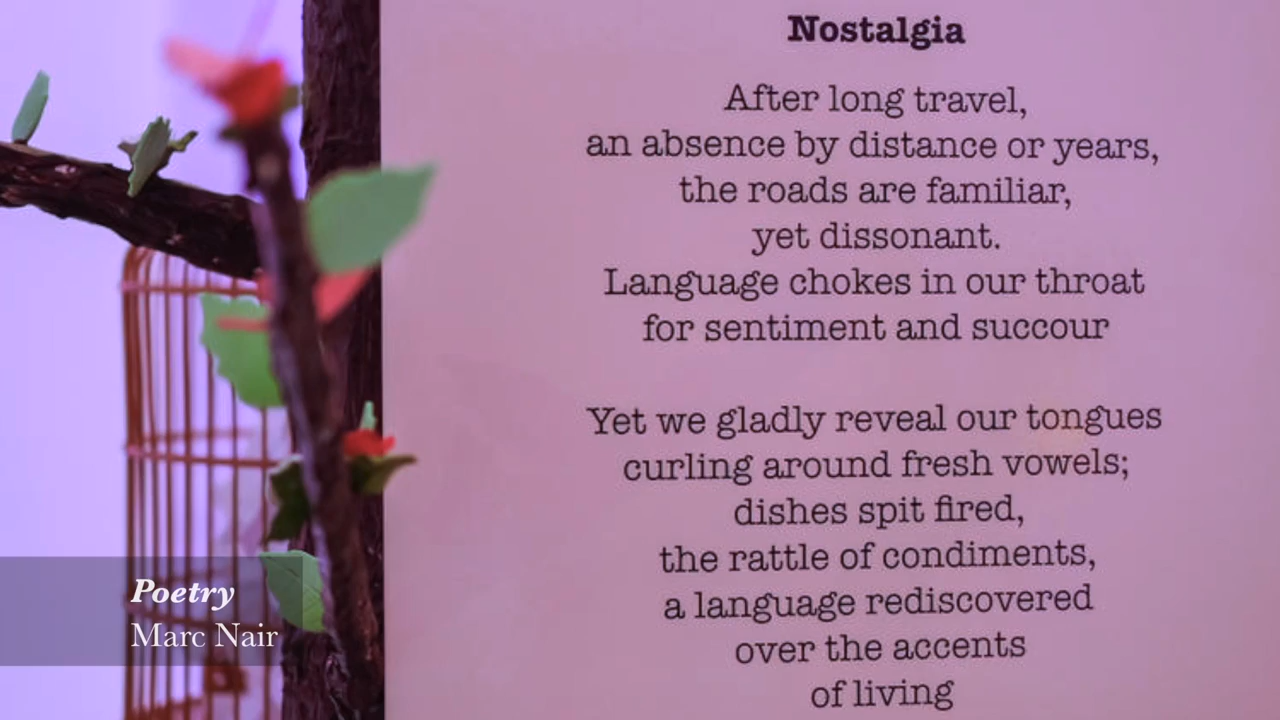 Nostalgia
After long travel,
an absence by distance or years,
the roads are familiar,
yet dissonant.
Language chokes in our throat
for sentiment and succour
Yet we gladly reveal our tongues
curling around fresh vowels;
dishes spit fired,
the rattle of condiments,
a language rediscovered
over the accents
of living
Poetry
Marc Nair